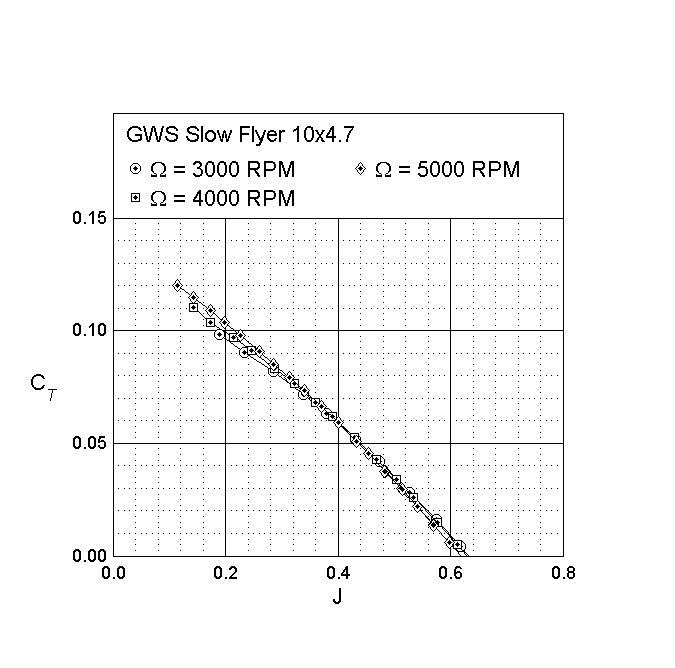 GWS Slow Flyer 10x4.7
Ω = 3000 RPM
Ω = 5000 RPM
Ω = 4000 RPM
0.15
0.10
C_T
0.05
0.00
0.0 0.2 0.4 0.6 0.8
J